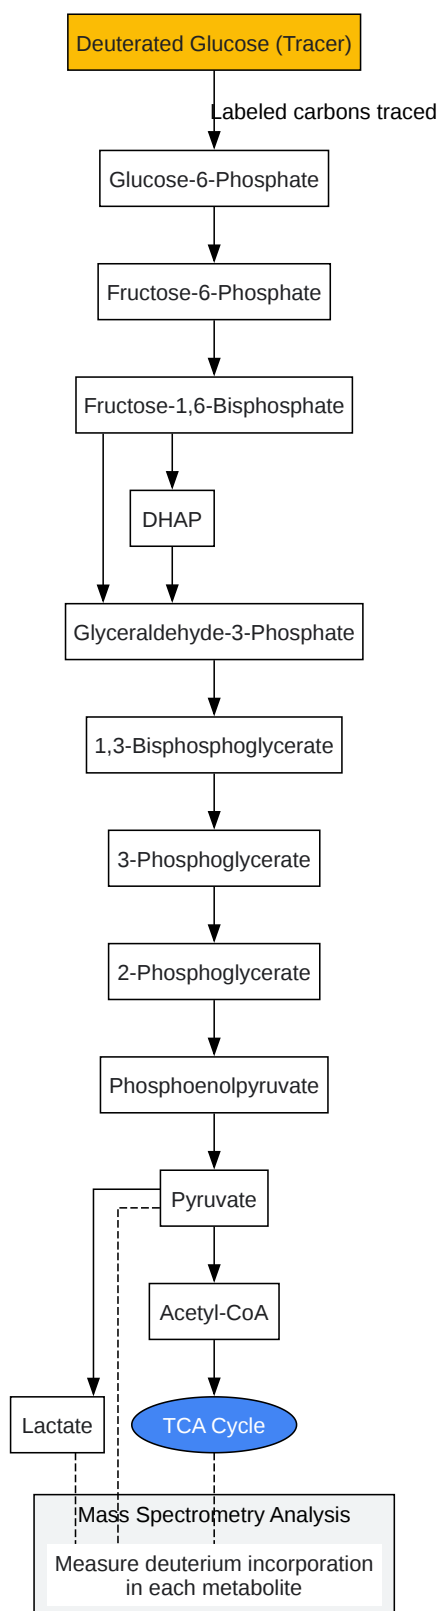 Deuterated Glucose (Tracer)
Labeled carbons traced
Glucose-6-Phosphate
Fructose-6-Phosphate
Fructose-1,6-Bisphosphate
DHAP
Glyceraldehyde-3-Phosphate
1,3-Bisphosphoglycerate
3-Phosphoglycerate
2-Phosphoglycerate
Phosphoenolpyruvate
Pyruvate
Acetyl-CoA
Lactate
TCA Cycle
Mass Spectrometry Analysis
Measure deuterium incorporation
in each metabolite